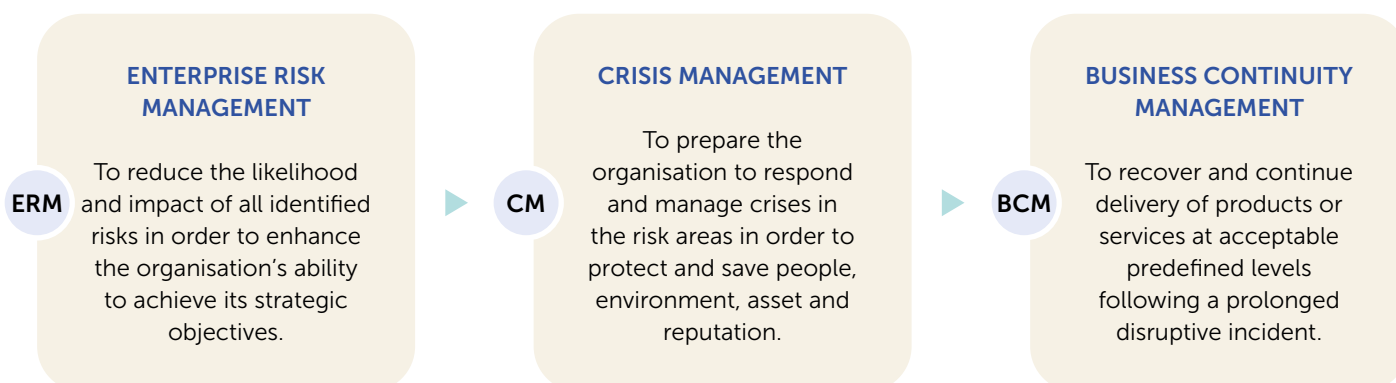 ERM
ENTERPRISE RISK
MANAGEMENT
To reduce the likelihood
and impact of all identified
risks in order to enhance
the organisation's ability
to achieve its strategic
objectives.
CM
CRISIS MANAGEMENT
To prepare the
organisation to respond
and manage crises in
the risk areas in order to
protect and save people,
environment, asset and
reputation.
BCM
BUSINESS CONTINUITY
MANAGEMENT
To recover and continue
delivery of products or
services at acceptable
predefined levels
following a prolonged
disruptive incident.